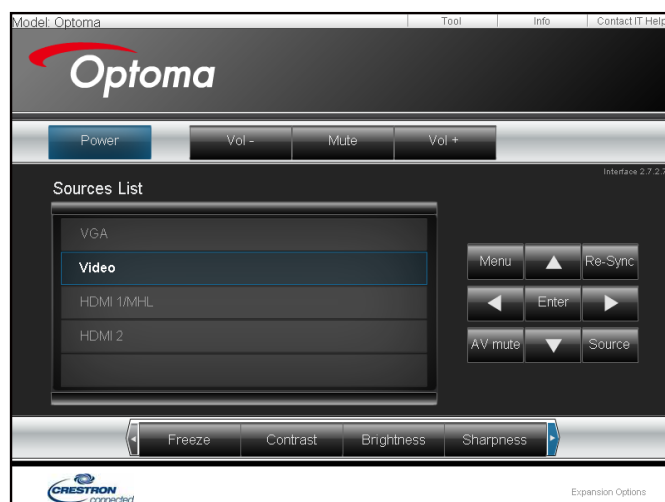 Model: Optoma Tool Info Contact IT Help
Optoma
Power Vol - Mute Vol +
Interface 2.7.2.7
Sources List
VGA
Video
HDMI 1/MHL
HDMI 2
Menu Re-Sync
Enter
AV mute Source
Freeze Contrast Brightness Sharpness
CRESTRON
connected
Expansion Options